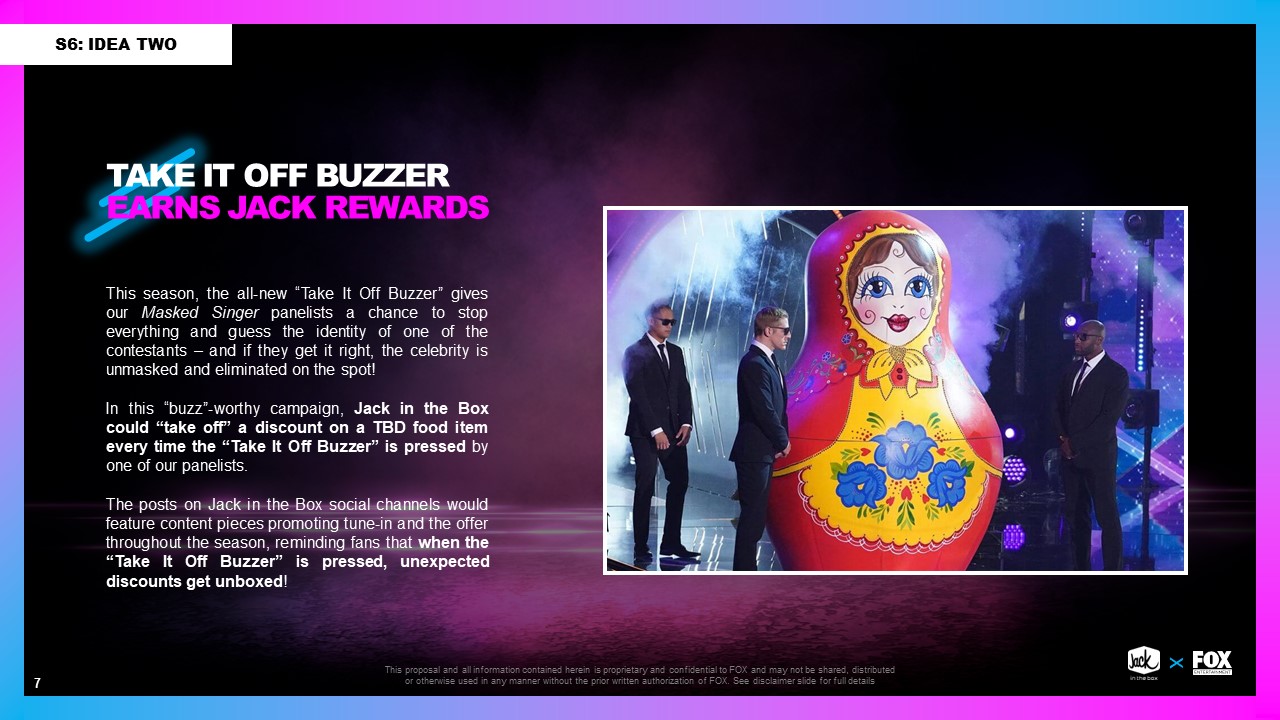 S6: IDEA TWO
TAKE IT OFF BUZZER
EARNS JACK REWARDS
This season, the all-new “Take It Off Buzzer” gives
our Masked Singer panelists a chance to stop
everything and guess the identity of one of the
contestants – and if they get it right, the celebrity is
unmasked and eliminated on the spot!
In this “buzz”-worthy campaign, Jack in the Box
could “take off” a discount on a TBD food item
every time the “Take It Off Buzzer” is pressed by
one of our panelists.
The posts on Jack in the Box social channels would
feature content pieces promoting tune-in and the offer
throughout the season, reminding fans that when the
“Take It Off Buzzer” is pressed, unexpected
discounts get unboxed!
Jack
in the box
X
FOX
ENTERTAINMENT
This proposal and all information contained herein is proprietary and confidential to FOX and may not be shared, distributed
or otherwise used in any manner without the prior written authorization of FOX. See disclaimer slide for full details
7